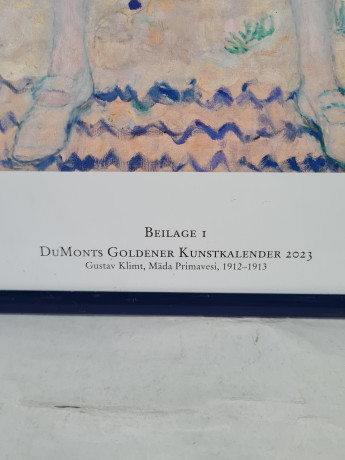 Beilage 1
DuMonts Goldener Kunstkalender 2023
Gustav Klimt, Mäda Primavesi, 1912–1913